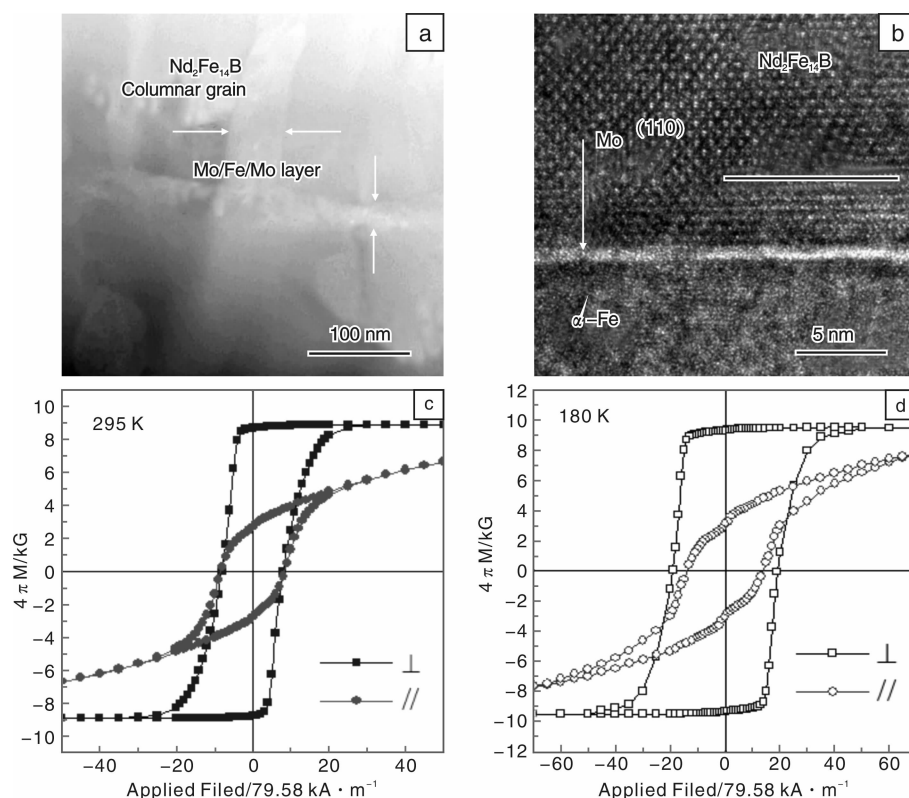 a
Nd₂Fe₁₄B
Columnar grain
Mo/Fe/Mo layer
100 nm
b
Nd₂Fe₁₄B
Mo (110)
α-Fe
5 nm
c
295 K
10
8
6
4
2
0
−2
−4
−6
−8
−10
4πM/kG
⊥
//
−40 −20 0 20 40
Applied Filed/79.58 kA · m⁻¹
d
180 K
12
10
8
6
4
2
0
−2
−4
−6
−8
−10
−12
4πM/kG
⊥
//
−60 −40 −20 0 20 40 60
Applied Filed/79.58 kA · m⁻¹